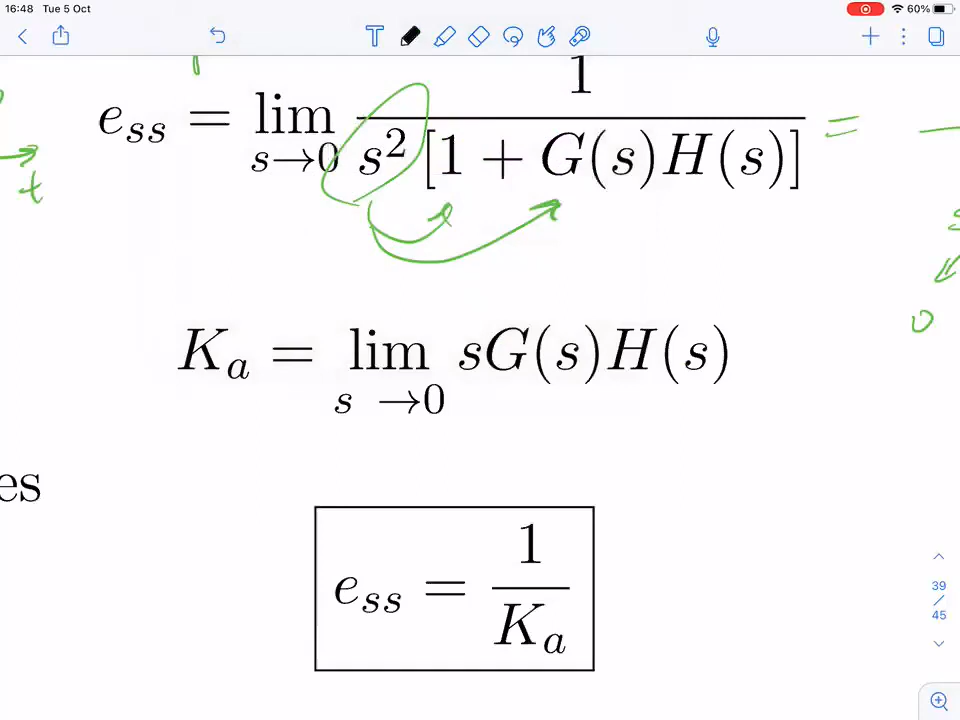 16:48 Tue 5 Oct 60%
T
e_ss = lim_{s→0} 1 / s^2 [1 + G(s)H(s)] =
t
0
K_a = lim_{s →0} sG(s)H(s)
es
e_ss = 1 / K_a
39
/
45